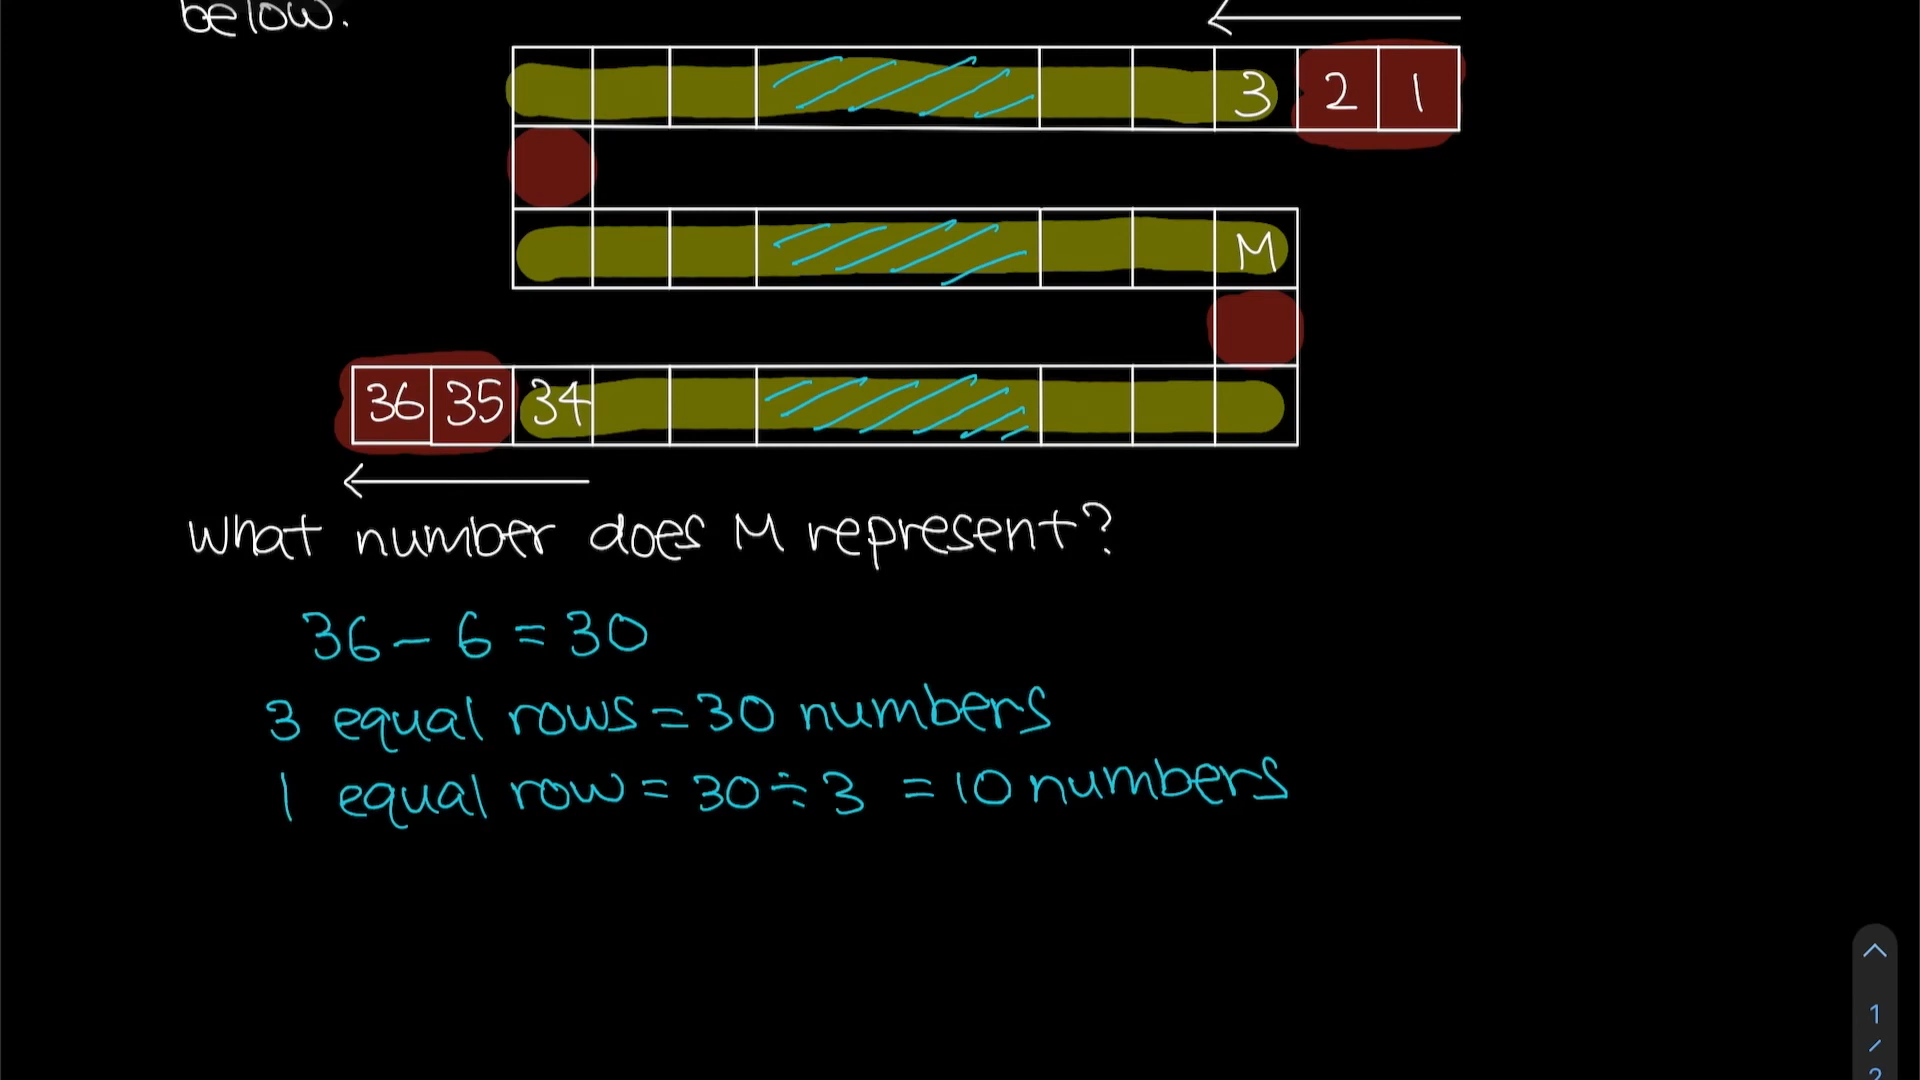 below.
3 2 1
M
36 35 34
What number does M represent?
36 - 6 = 30
3 equal rows = 30 numbers
1 equal row = 30 ÷ 3 = 10 numbers
1
/
2